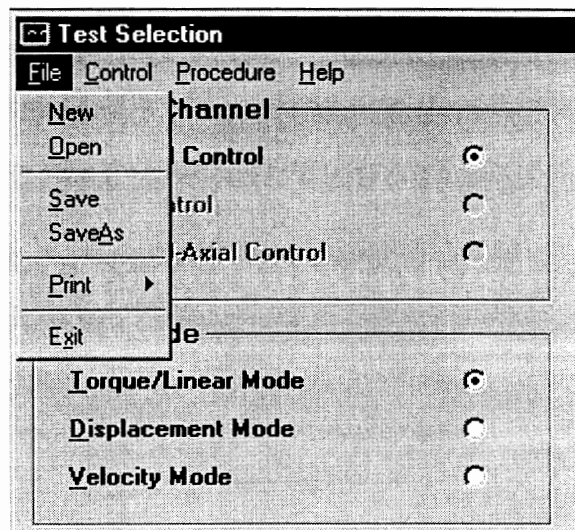 Test Selection
File Control Procedure Help
New
Open
Save
SaveAs
Print
Exit
Channel
Control
ntrol
-Axial Control
de
Torque/Linear Mode
Displacement Mode
Velocity Mode